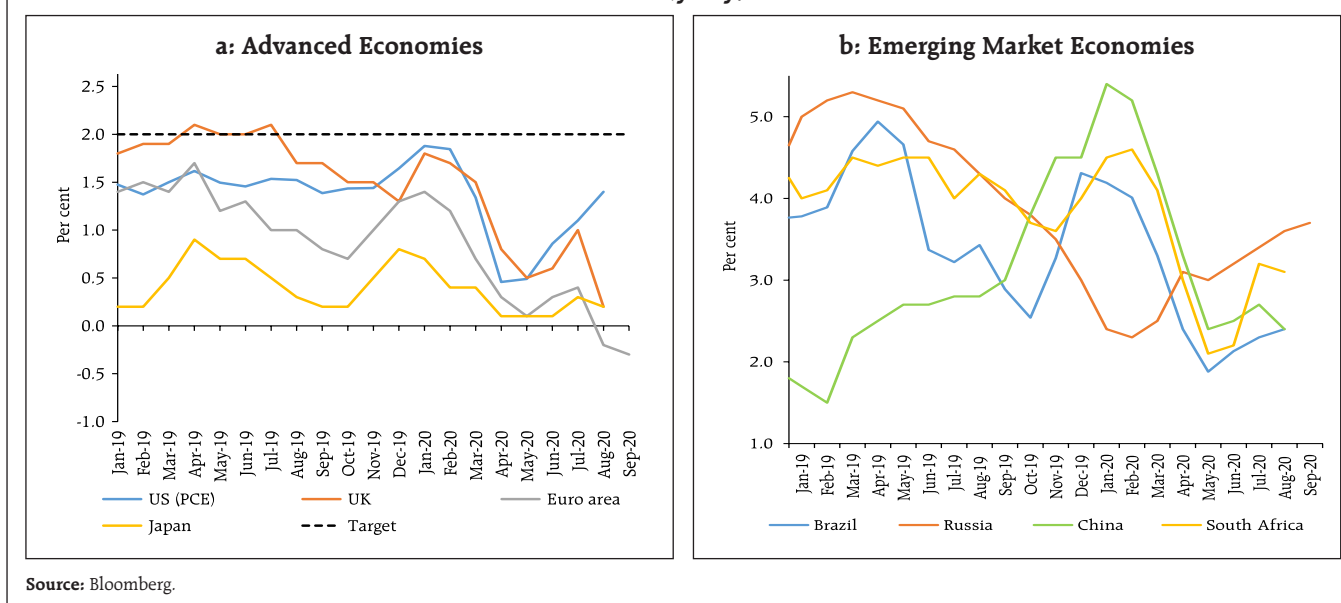 a: Advanced Economies
Per cent
2.5
2.0
1.5
1.0
0.5
0.0
-0.5
-1.0
Jan-19
Feb-19
Mar-19
Apr-19
May-19
Jun-19
Jul-19
Aug-19
Sep-19
Oct-19
Nov-19
Dec-19
Jan-20
Feb-20
Mar-20
Apr-20
May-20
Jun-20
Jul-20
Aug-20
Sep-20
US (PCE) UK Euro area
Japan Target
b: Emerging Market Economies
Per cent
5.0
4.0
3.0
2.0
1.0
Jan-19
Feb-19
Mar-19
Apr-19
May-19
Jun-19
Jul-19
Aug-19
Sep-19
Oct-19
Nov-19
Dec-19
Jan-20
Feb-20
Mar-20
Apr-20
May-20
Jun-20
Jul-20
Aug-20
Sep-20
Brazil Russia China South Africa
Source: Bloomberg.